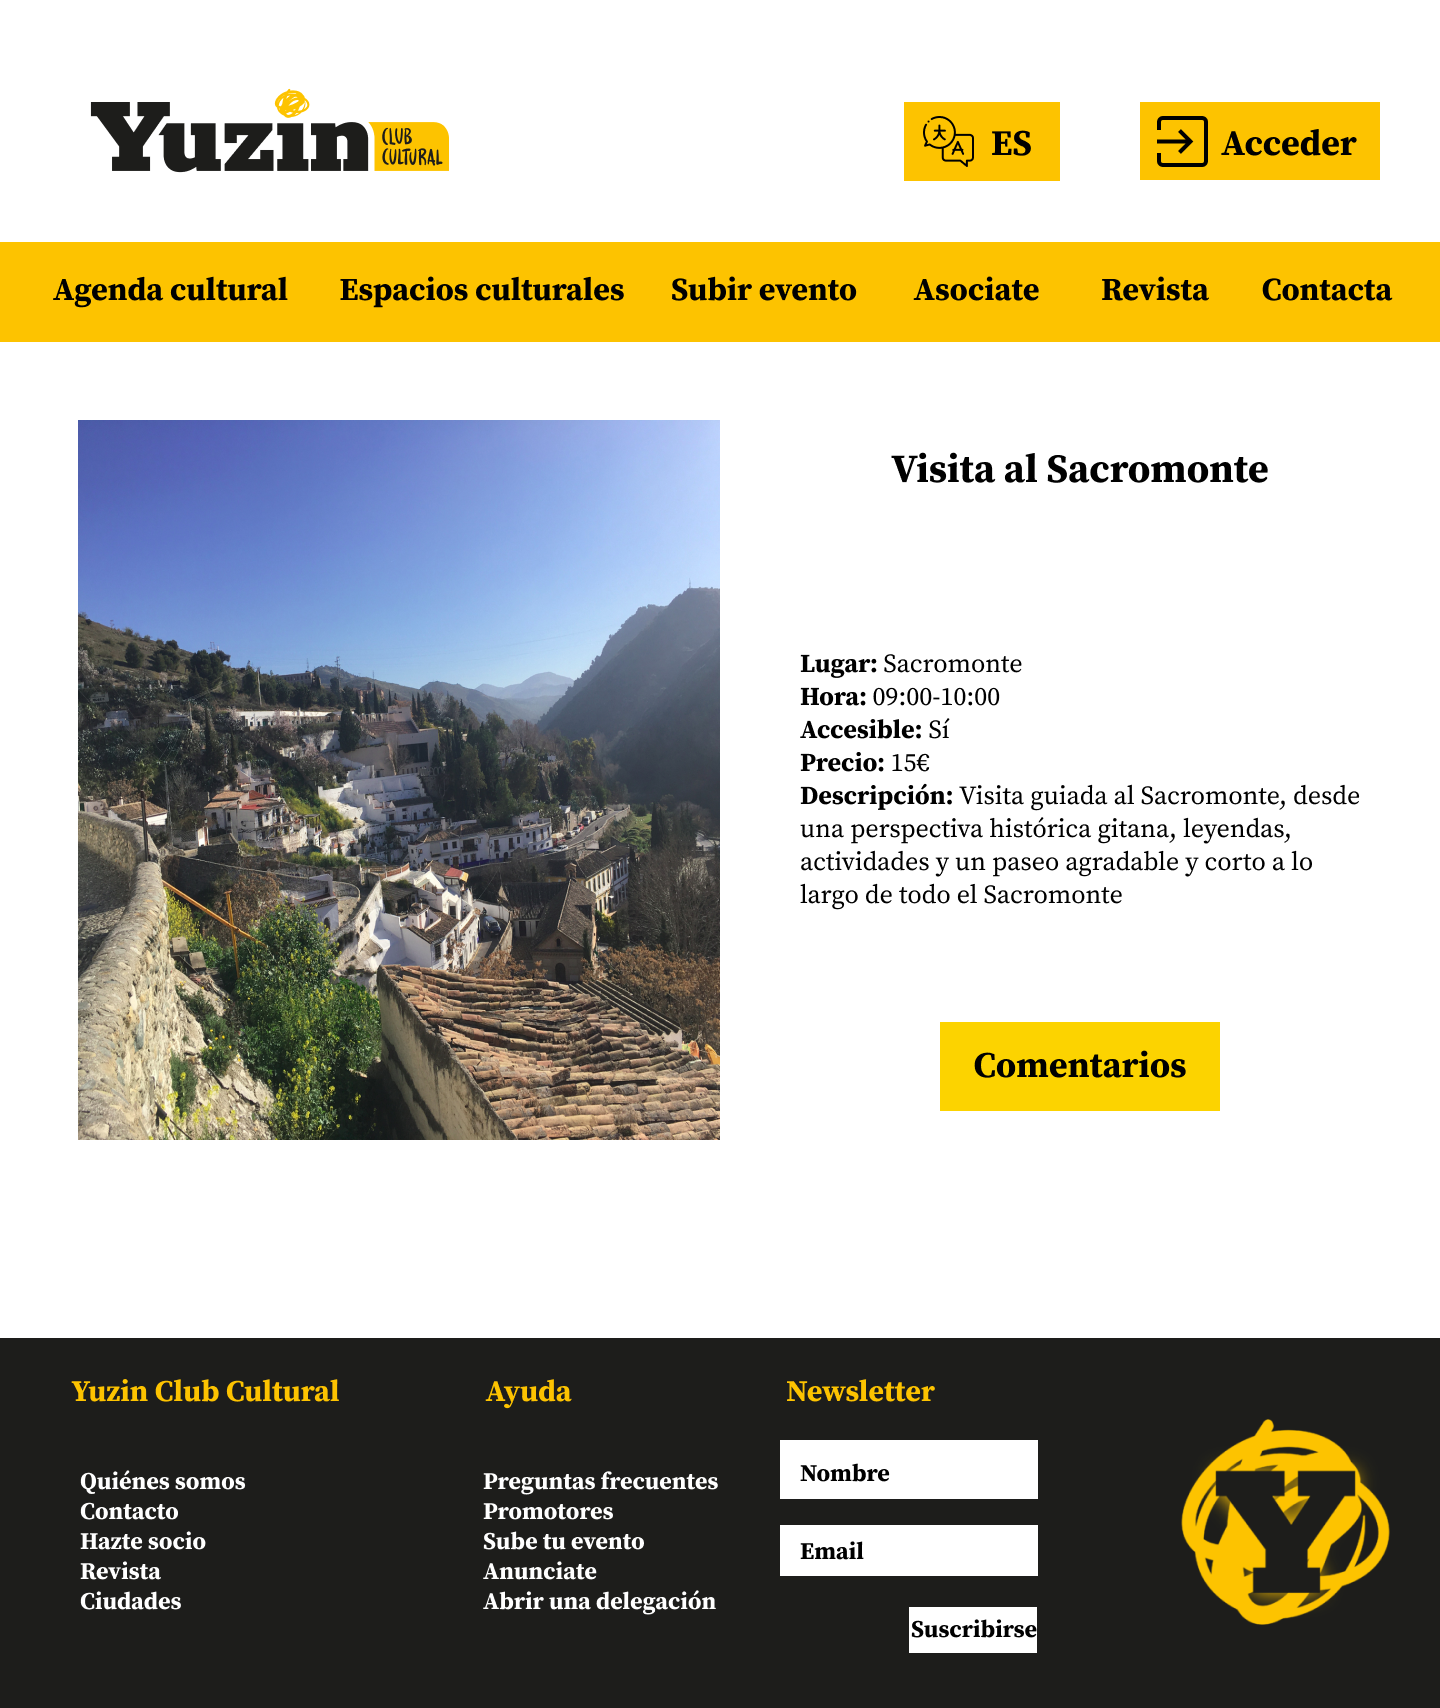 Yuzin
CLUB
CULTURAL
文 A
ES
Acceder
Agenda cultural
Espacios culturales
Subir evento
Asociate
Revista
Contacta
Visita al Sacromonte
Lugar: Sacromonte
Hora: 09:00-10:00
Accesible: Sí
Precio: 15€
Descripción: Visita guiada al Sacromonte, desde
una perspectiva histórica gitana, leyendas,
actividades y un paseo agradable y corto a lo
largo de todo el Sacromonte
Comentarios
Yuzin Club Cultural
Quiénes somos
Contacto
Hazte socio
Revista
Ciudades
Ayuda
Preguntas frecuentes
Promotores
Sube tu evento
Anunciate
Abrir una delegación
Newsletter
Nombre
Email
Suscribirse
Y